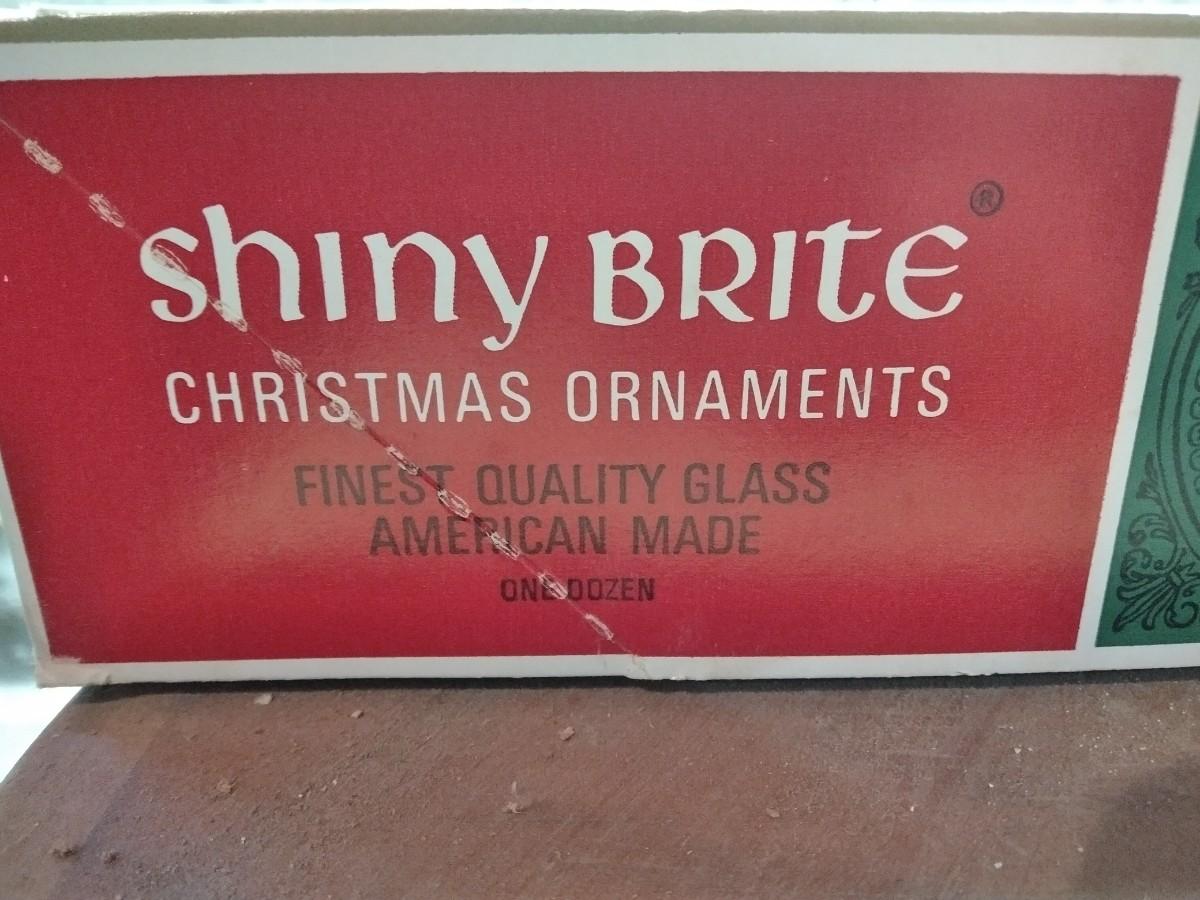 Shiny BRITE ®
CHRISTMAS ORNAMENTS
FINEST QUALITY GLASS
AMERICAN MADE
ONE DOZEN